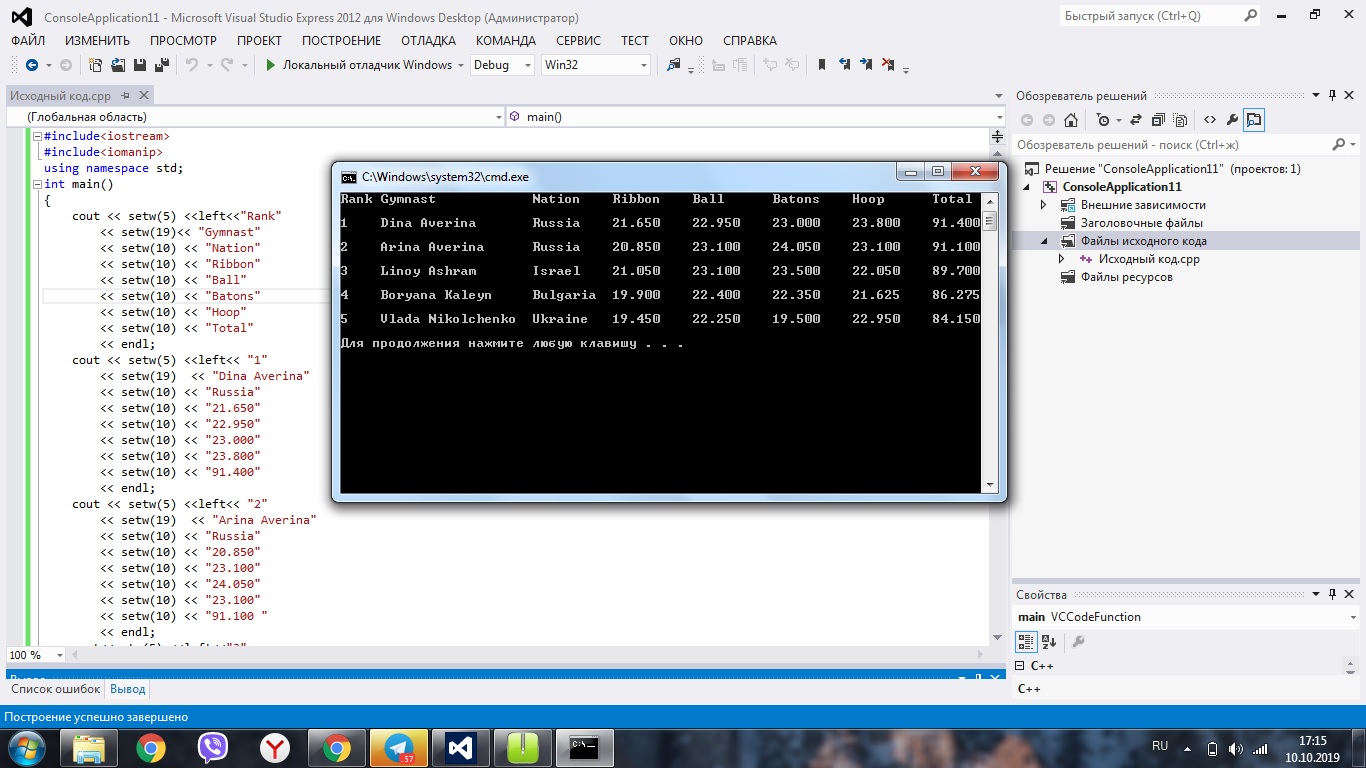 ConsoleApplication11 - Microsoft Visual Studio Express 2012 для Windows Desktop (Администратор)
Быстрый запуск (Ctrl+Q)
ФАЙЛ ИЗМЕНИТЬ ПРОСМОТР ПРОЕКТ ПОСТРОЕНИЕ ОТЛАДКА КОМАНДА СЕРВИС ТЕСТ ОКНО СПРАВКА
Локальный отладчик Windows Debug Win32
Исходный код.cpp
(Глобальная область) main()
#include<iostream>
#include<iomanip>
using namespace std;
int main()
{
cout << setw(5) <<left<<"Rank"
<< setw(19)<< "Gymnast"
<< setw(10) << "Nation"
<< setw(10) << "Ribbon"
<< setw(10) << "Ball"
<< setw(10) << "Batons"
<< setw(10) << "Hoop"
<< setw(10) << "Total"
<< endl;
cout << setw(5) <<left<< "1"
<< setw(19)  << "Dina Averina"
<< setw(10) << "Russia"
<< setw(10) << "21.650"
<< setw(10) << "22.950"
<< setw(10) << "23.000"
<< setw(10) << "23.800"
<< setw(10) << "91.400"
<< endl;
cout << setw(5) <<left<< "2"
<< setw(19)  << "Arina Averina"
<< setw(10) << "Russia"
<< setw(10) << "20.850"
<< setw(10) << "23.100"
<< setw(10) << "24.050"
<< setw(10) << "23.100"
<< setw(10) << "91.100 "
<< endl;
100 %
C:\Windows\system32\cmd.exe
Rank Gymnast Nation Ribbon Ball Batons Hoop Total
1 Dina Averina Russia 21.650 22.950 23.000 23.800 91.400
2 Arina Averina Russia 20.850 23.100 24.050 23.100 91.100
3 Linoy Ashram Israel 21.050 23.100 23.500 22.050 89.700
4 Boryana Kaleyn Bulgaria 19.900 22.400 22.350 21.625 86.275
5 Vlada Nikolchenko Ukraine 19.450 22.250 19.500 22.950 84.150
Для продолжения нажмите любую клавишу . . .
Обозреватель решений
Обозреватель решений - поиск (Ctrl+ж)
Решение "ConsoleApplication11" (проектов: 1)
ConsoleApplication11
Внешние зависимости
Заголовочные файлы
Файлы исходного кода
Исходный код.cpp
Файлы ресурсов
Свойства
main VCCodeFunction
C++
C++
Список ошибок Вывод
Построение успешно завершено
57
RU
17:15
10.10.2019